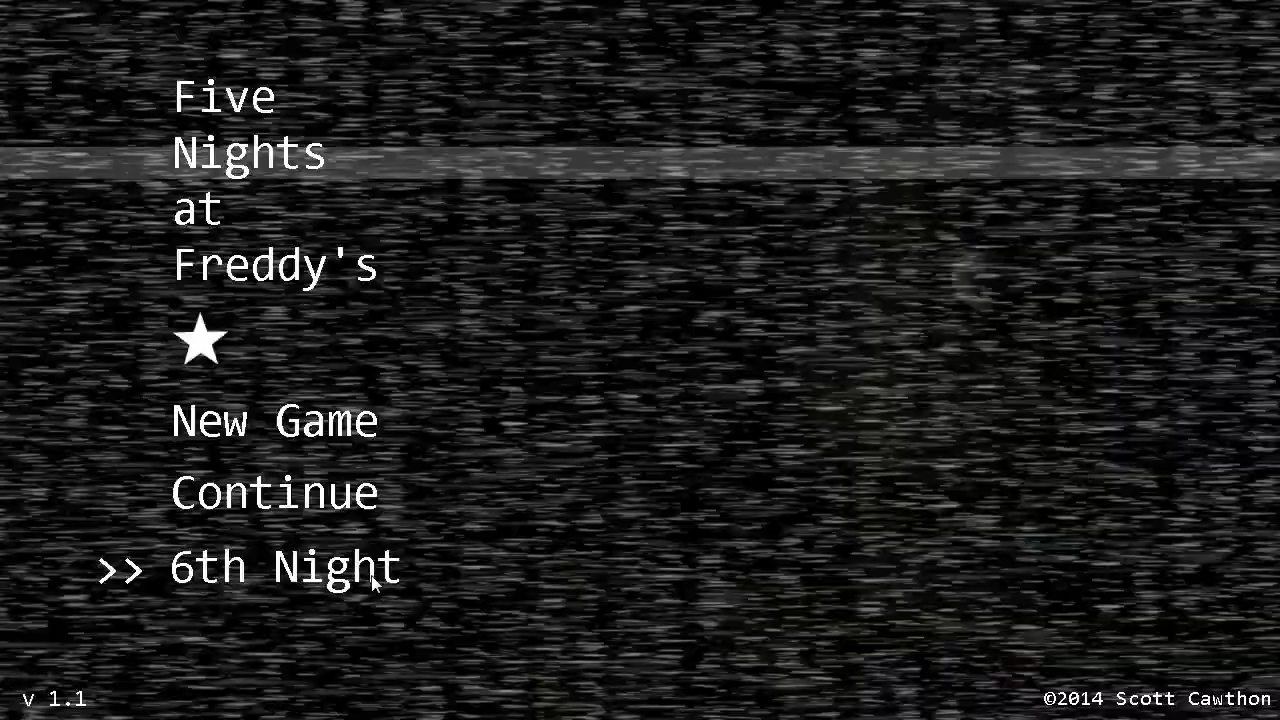 Five
Nights
at
Freddy's
New Game
Continue
>> 6th Night
v 1.1
©2014 Scott Cawthon